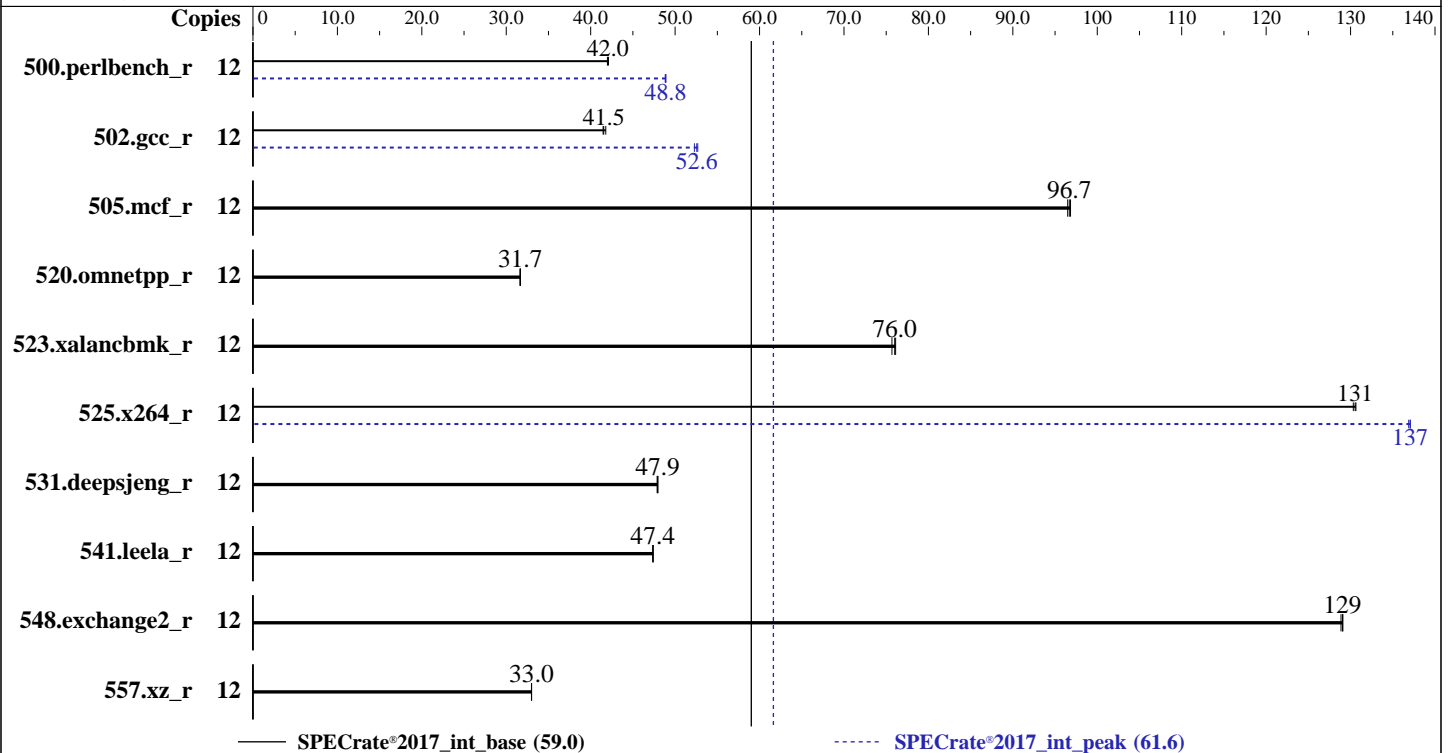 Copies 0 10.0 20.0 30.0 40.0 50.0 60.0 70.0 80.0 90.0 100 110 120 130 140
500.perlbench_r 12 42.0
48.8
502.gcc_r 12 41.5
52.6
505.mcf_r 12 96.7
520.omnetpp_r 12 31.7
523.xalancbmk_r 12 76.0
525.x264_r 12 131
137
531.deepsjeng_r 12 47.9
541.leela_r 12 47.4
548.exchange2_r 12 129
557.xz_r 12 33.0
SPECrate®2017_int_base (59.0) SPECrate®2017_int_peak (61.6)